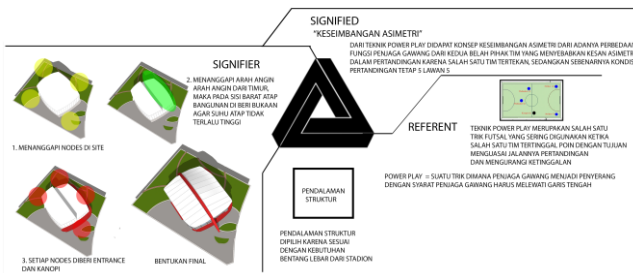 SIGNIFIED
"KESEIMBANGAN ASIMETRI"
DARI TEKNIK POWER PLAY DIDAPAT KONSEP KESEIMBANGAN ASIMETRI DARI ADANYA PERBEDAAN
FUNGSI PENJAGA GAWANG DARI KEDUA BELAH PIHAK TIM YANG MENYEBABKAN KESAN ASIMETRI
DALAM PERTANDINGAN KARENA SALAH SATU TIM TERTEKAN, SEDANGKAN SEBENARNYA KONDISI
PERTANDINGAN TETAP 5 LAWAN 5
SIGNIFIER
2. MENANGGAPI ARAH ANGIN
ARAH ANGIN DARI TIMUR,
MAKA PADA SISI BARAT ATAP
BANGUNAN DI BERI BUKAAN
AGAR SUHU ATAP TIDAK
TERLALU TINGGI
1. MENANGGAPI NODES DI SITE
REFERENT
TEKNIK POWER PLAY MERUPAKAN SALAH SATU
TRIK FUTSAL YANG SERING DIGUNAKAN KETIKA
SALAH SATU TIM TERTINGGAL POIN DENGAN TUJUAN
MENGUASAI JALANNYA PERTANDINGAN
DAN MENGURANGI KETINGGALAN
POWER PLAY = SUATU TRIK DIMANA PENJAGA GAWANG MENJADI PENYERANG
DENGAN SYARAT PENJAGA GAWANG HARUS MELEWATI GARIS TENGAH
PENDALAMAN
STRUKTUR
PENDALAMAN STRUKTUR
DIPILIH KARENA SESUAI
DENGAN KEBUTUHAN
BENTANG LEBAR DARI STADION
3. SETIAP NODES DIBERI ENTRANCE
DAN KANOPI
BENTUKAN FINAL